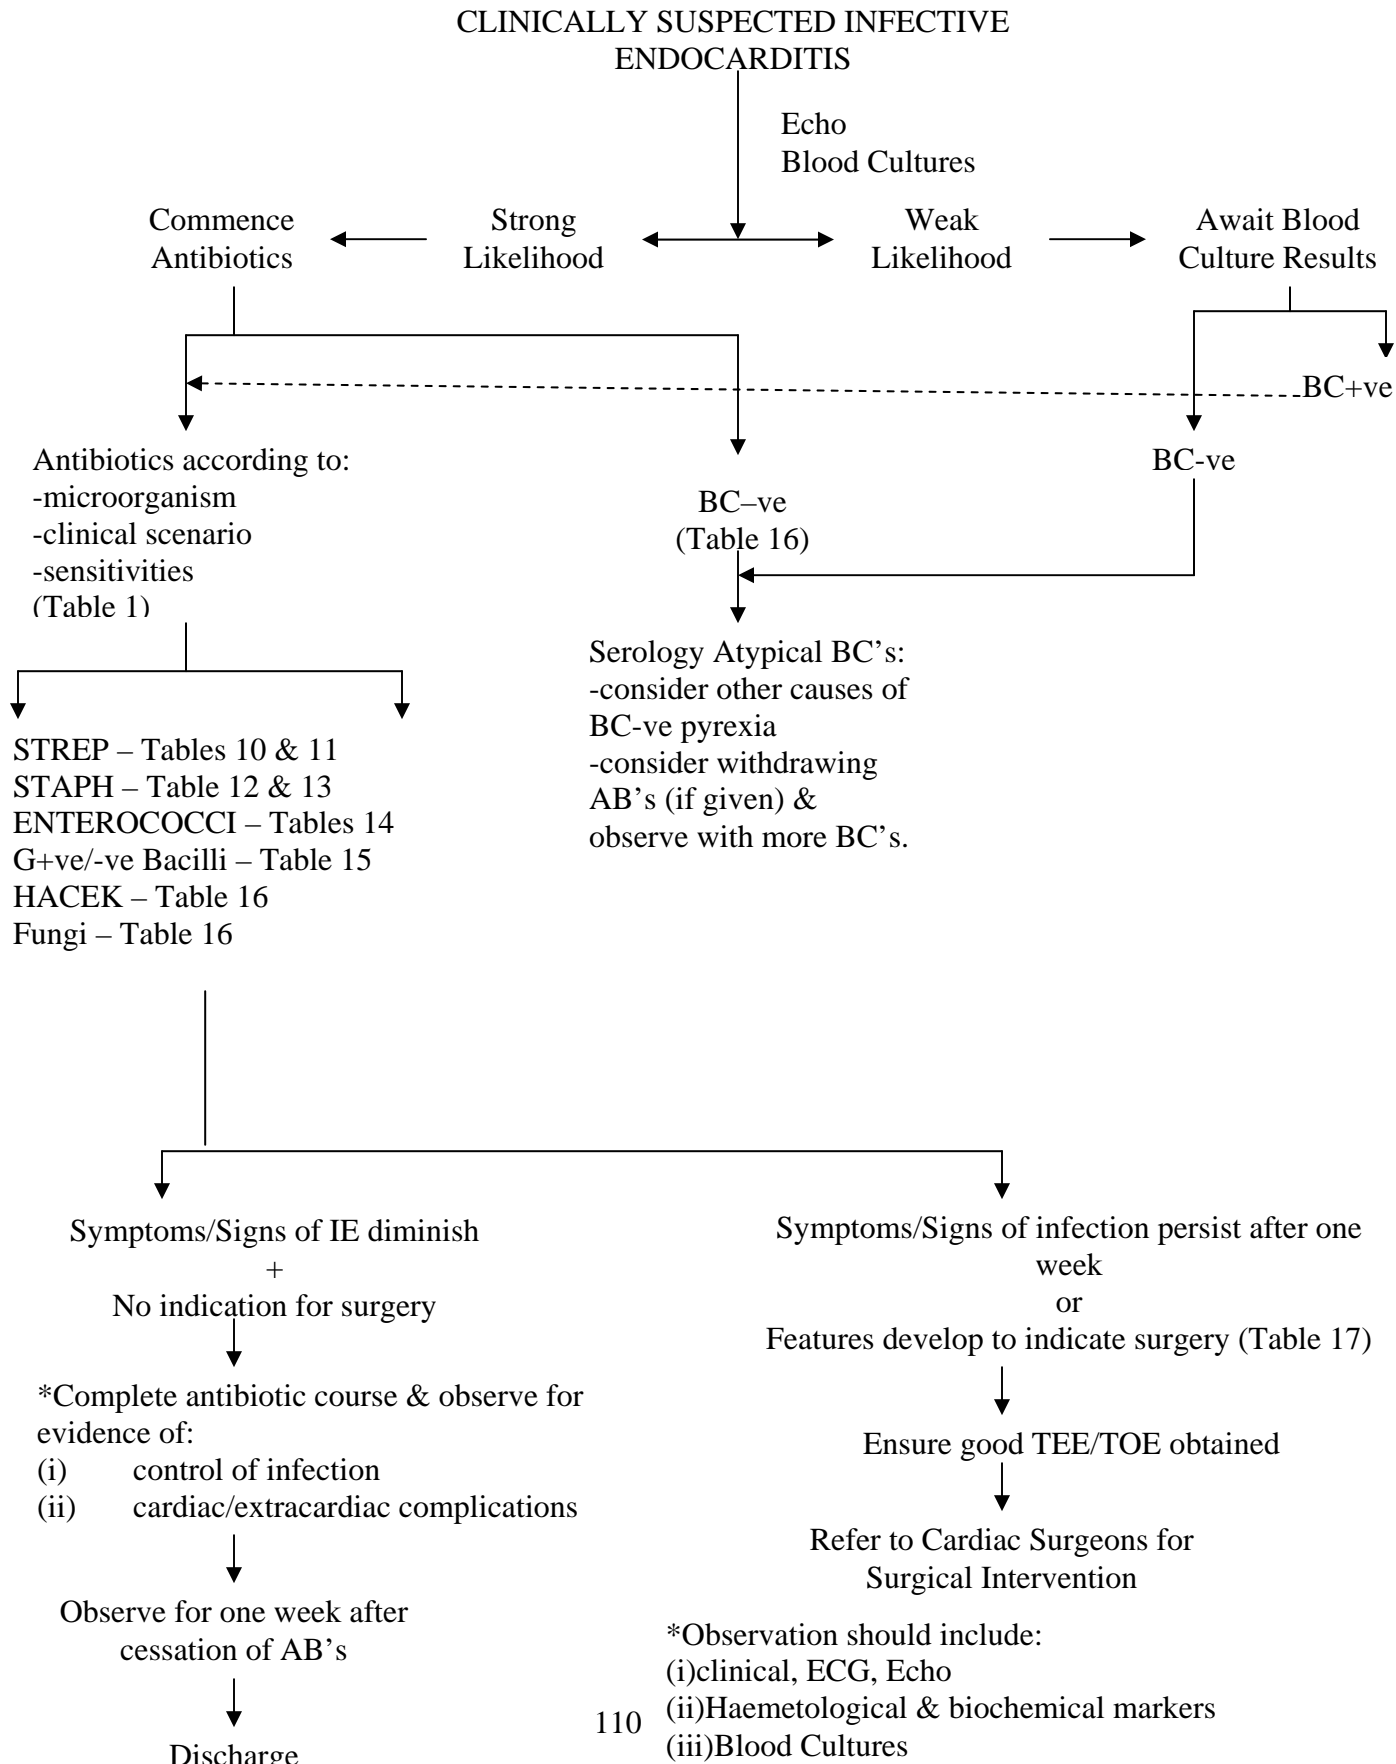 CLINICALLY SUSPECTED INFECTIVE
ENDOCARDITIS
Echo
Blood Cultures
Commence
Antibiotics
Strong
Likelihood
Weak
Likelihood
Await Blood
Culture Results
BC+ve
Antibiotics according to:
-microorganism
-clinical scenario
-sensitivities
(Table 1)
BC–ve
(Table 16)
BC-ve
Serology Atypical BC’s:
-consider other causes of
BC-ve pyrexia
-consider withdrawing
AB’s (if given) &
observe with more BC’s.
STREP – Tables 10 & 11
STAPH – Table 12 & 13
ENTEROCOCCI – Tables 14
G+ve/-ve Bacilli – Table 15
HACEK – Table 16
Fungi – Table 16
Symptoms/Signs of IE diminish
+
No indication for surgery
*Complete antibiotic course & observe for
evidence of:
(i) control of infection
(ii) cardiac/extracardiac complications
Observe for one week after
cessation of AB’s
Discharge
Symptoms/Signs of infection persist after one
week
or
Features develop to indicate surgery (Table 17)
Ensure good TEE/TOE obtained
Refer to Cardiac Surgeons for
Surgical Intervention
*Observation should include:
(i)clinical, ECG, Echo
(ii)Haemetological & biochemical markers
(iii)Blood Cultures
110